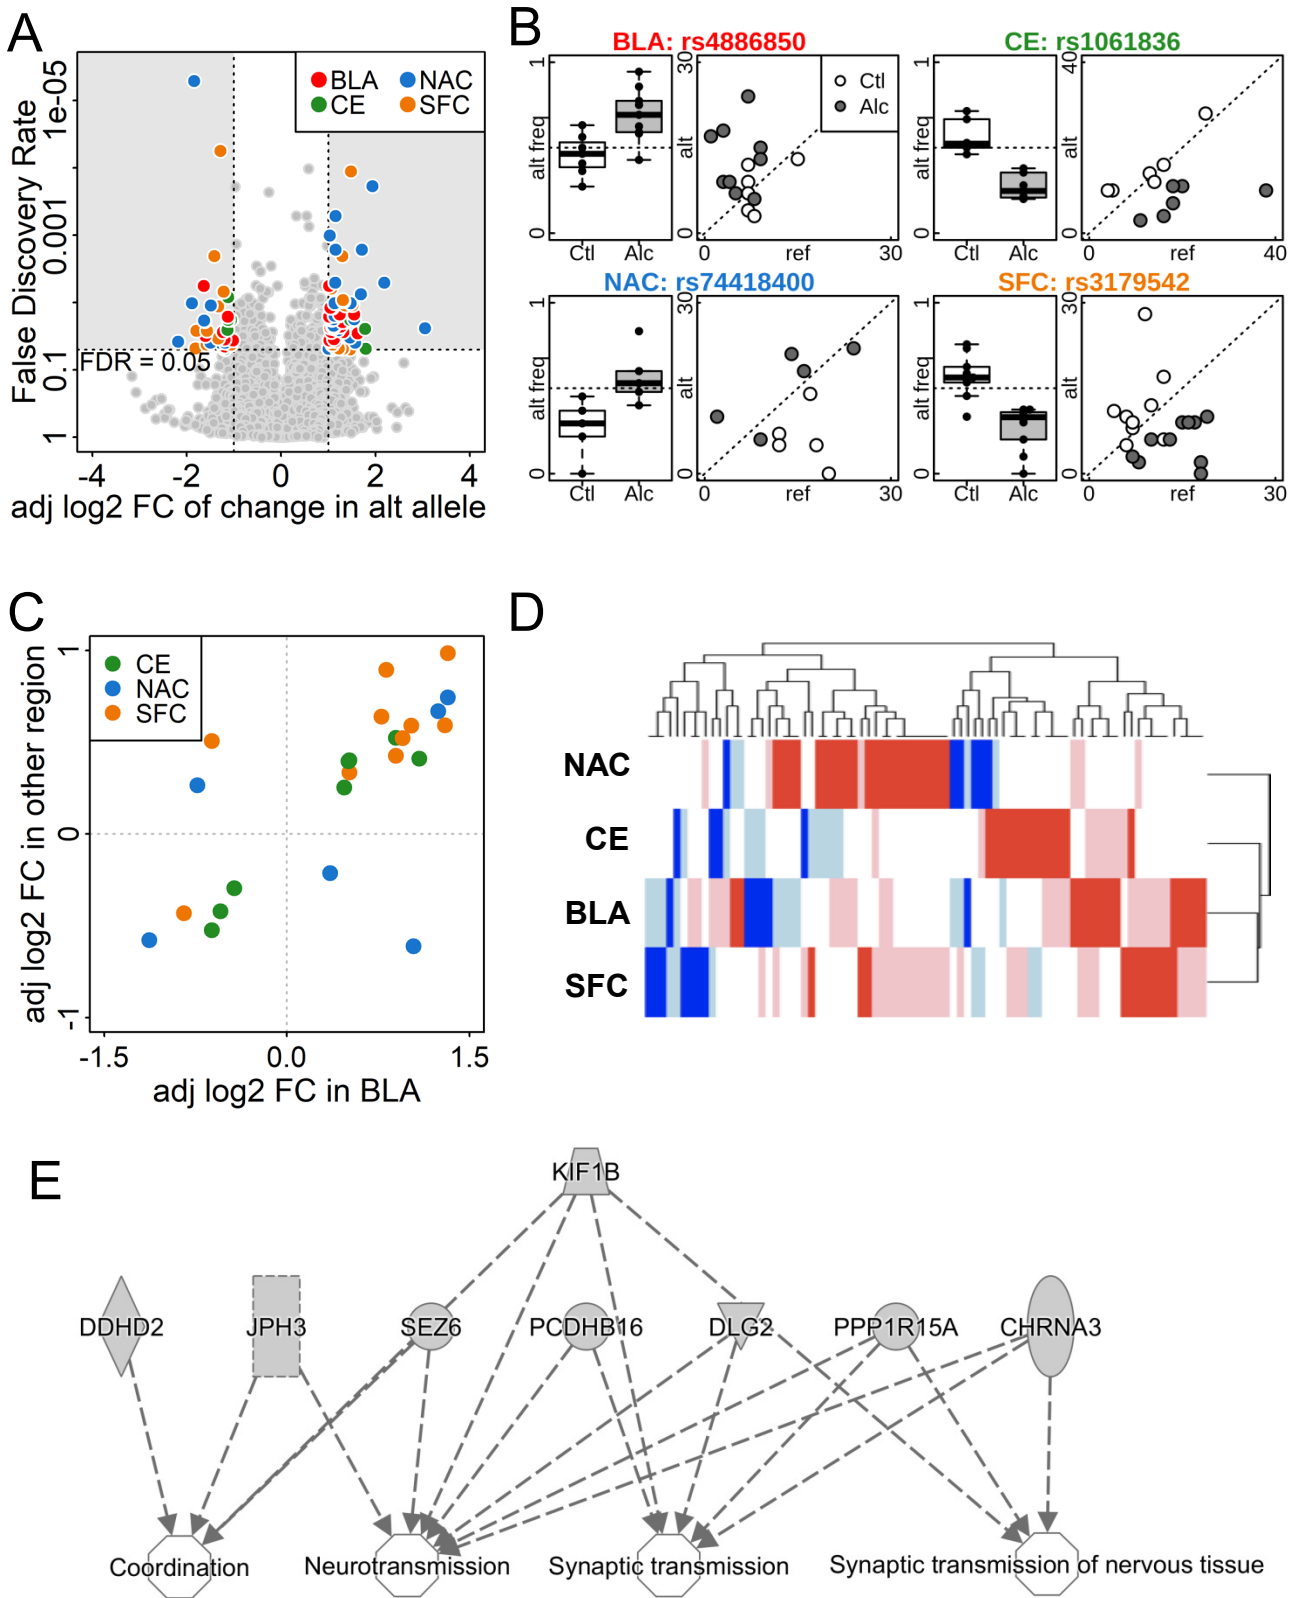 A
False Discovery Rate
1e-05
0.001
0.1
1
BLA
NAC
CE
SFC
FDR = 0.05
-4
-2
0
2
4
adj log2 FC of change in alt allele
B
BLA: rs4886850
1
alt freq
0
Ctl
Alc
30
alt
0
Ctl
Alc
0
ref
30
CE: rs1061836
1
alt freq
0
Ctl
Alc
40
alt
0
0
ref
40
NAC: rs74418400
1
alt freq
0
Ctl
Alc
30
alt
0
0
ref
30
SFC: rs3179542
1
alt freq
0
Ctl
Alc
30
alt
0
0
ref
30
C
adj log2 FC in other region
1
0
-1
CE
NAC
SFC
-1.5
0.0
1.5
adj log2 FC in BLA
D
NAC
CE
BLA
SFC
E
KIF1B
DDHD2
JPH3
SEZ6
PCDHB16
DLG2
PPP1R15A
CHRNA3
Coordination
Neurotransmission
Synaptic transmission
Synaptic transmission of nervous tissue